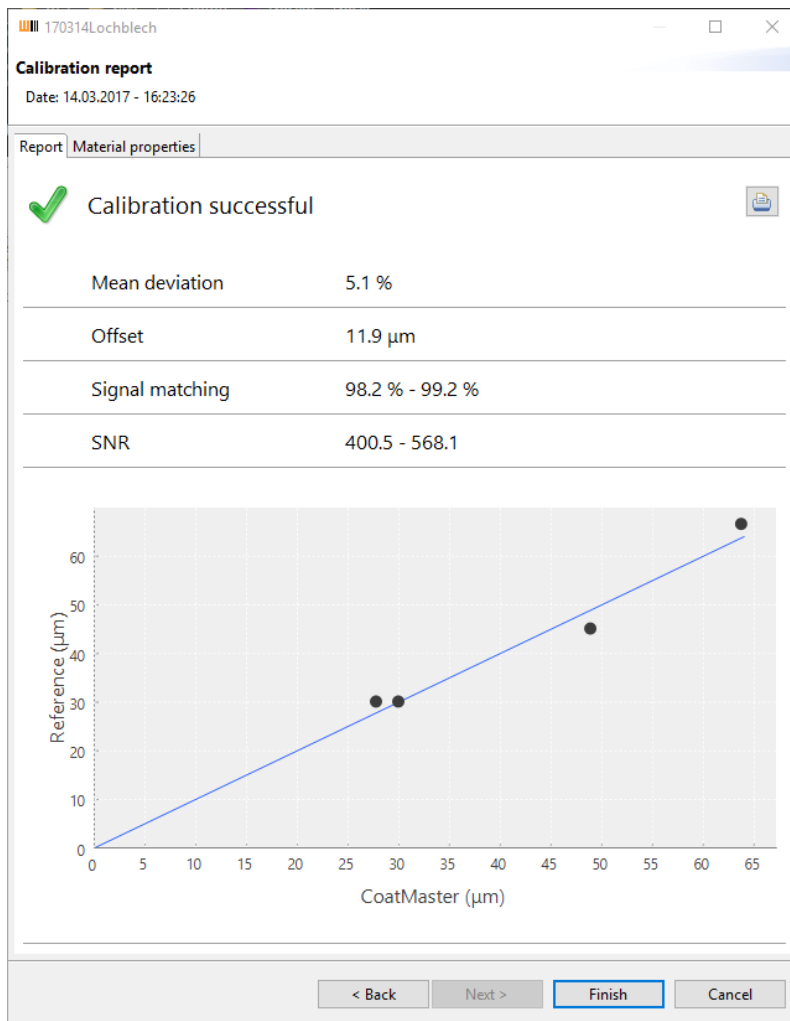 170314Lochblech
Calibration report
Date: 14.03.2017 - 16:23:26
Report Material properties
Calibration successful
Mean deviation 5.1 %
Offset 11.9 µm
Signal matching 98.2 % - 99.2 %
SNR 400.5 - 568.1
60
50
40
30
20
10
0
Reference (µm)
0 5 10 15 20 25 30 35 40 45 50 55 60 65
CoatMaster (µm)
< Back Next > Finish Cancel